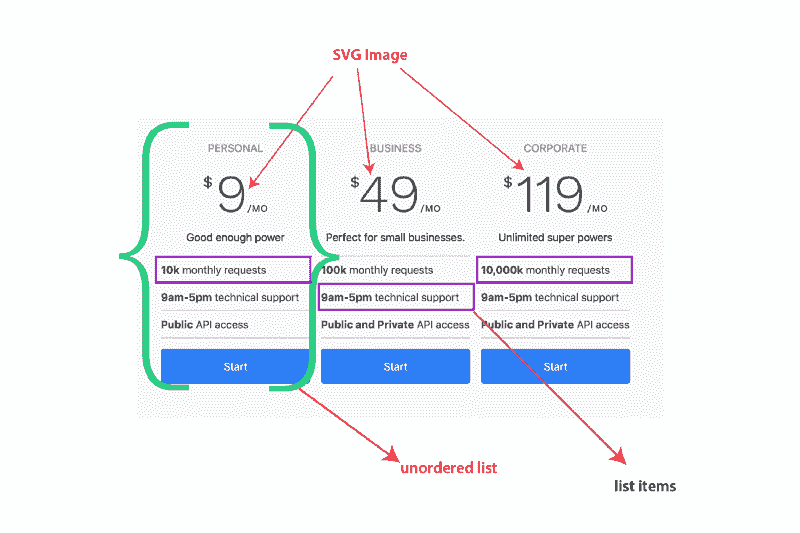 SVG Image
PERSONAL
$9/MO
Good enough power
10k monthly requests
9am-5pm technical support
Public API access
Start
BUSINESS
$49/MO
Perfect for small businesses.
100k monthly requests
9am-5pm technical support
Public and Private API access
Start
CORPORATE
$119/MO
Unlimited super powers
10,000k monthly requests
9am-5pm technical support
Public and Private API access
Start
unordered list
list items